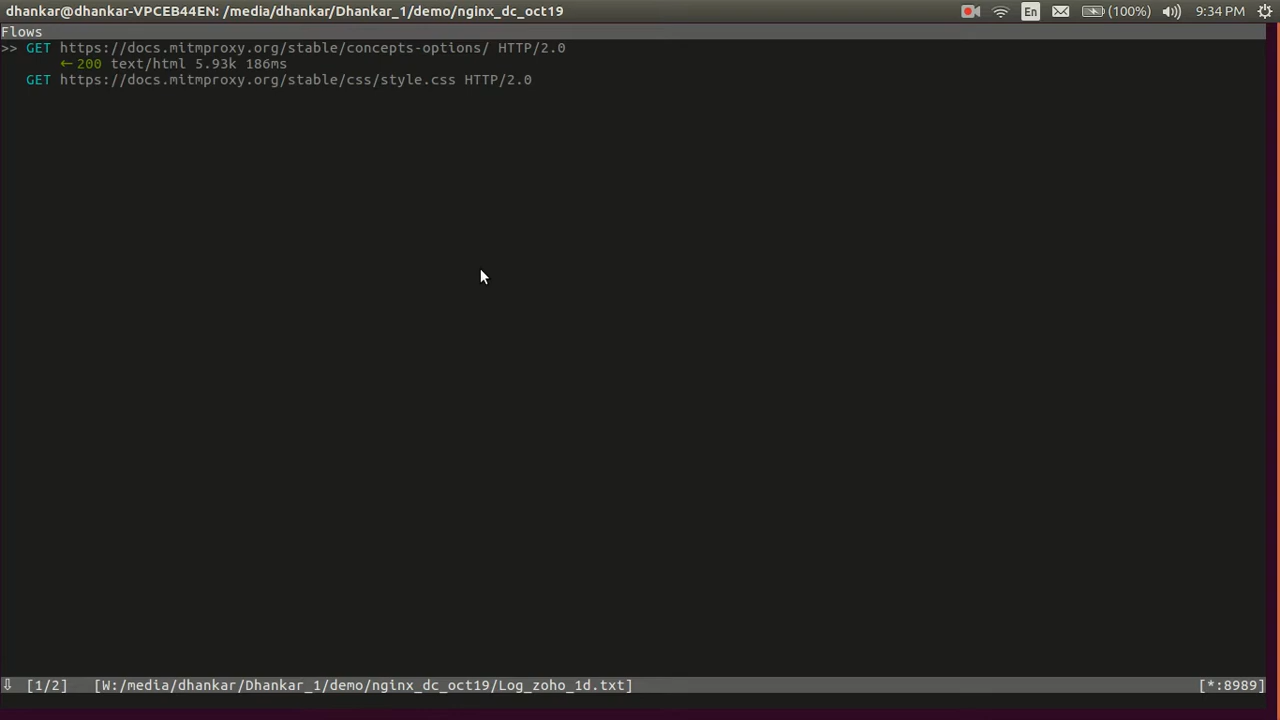 dhankar@dhankar-VPCEB44EN: /media/dhankar/Dhankar_1/demo/nginx_dc_oct19 En (100%) 9:34 PM
Flows
>> GET https://docs.mitmproxy.org/stable/concepts-options/ HTTP/2.0
← 200 text/html 5.93k 186ms
GET https://docs.mitmproxy.org/stable/css/style.css HTTP/2.0
⇩ [1/2] [W:/media/dhankar/Dhankar_1/demo/nginx_dc_oct19/Log_zoho_1d.txt] [*:8989]